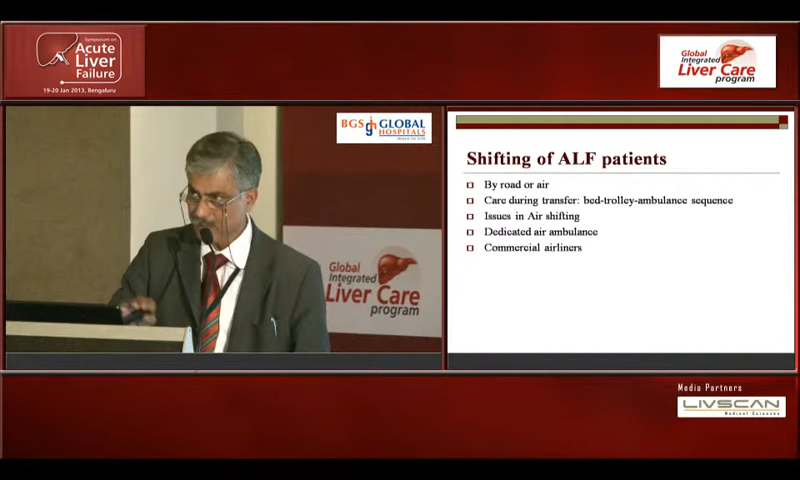 Symposium on
Acute
Liver
Failure
19-20 Jan 2013, Bengaluru
Global
Integrated
Liver Care
program
BGS GLOBAL
HOSPITALS
Global
Integrated
Liver Care
program
Shifting of ALF patients
By road or air
Care during transfer: bed-trolley-ambulance sequence
Issues in Air shifting
Dedicated air ambulance
Commercial airliners
Media Partners
LIVSCAN
Medical Sciences